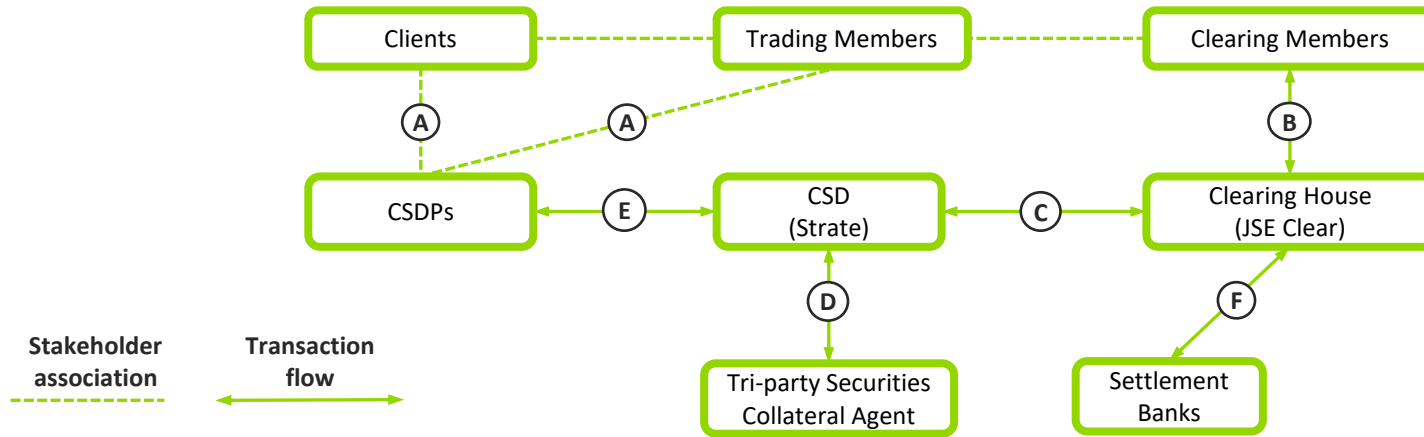 Clients
Trading Members
Clearing Members
A
A
B
CSDPs
E
CSD
(Strate)
C
Clearing House
(JSE Clear)
D
F
Stakeholder
association
Transaction
flow
Tri-party Securities
Collateral Agent
Settlement
Banks